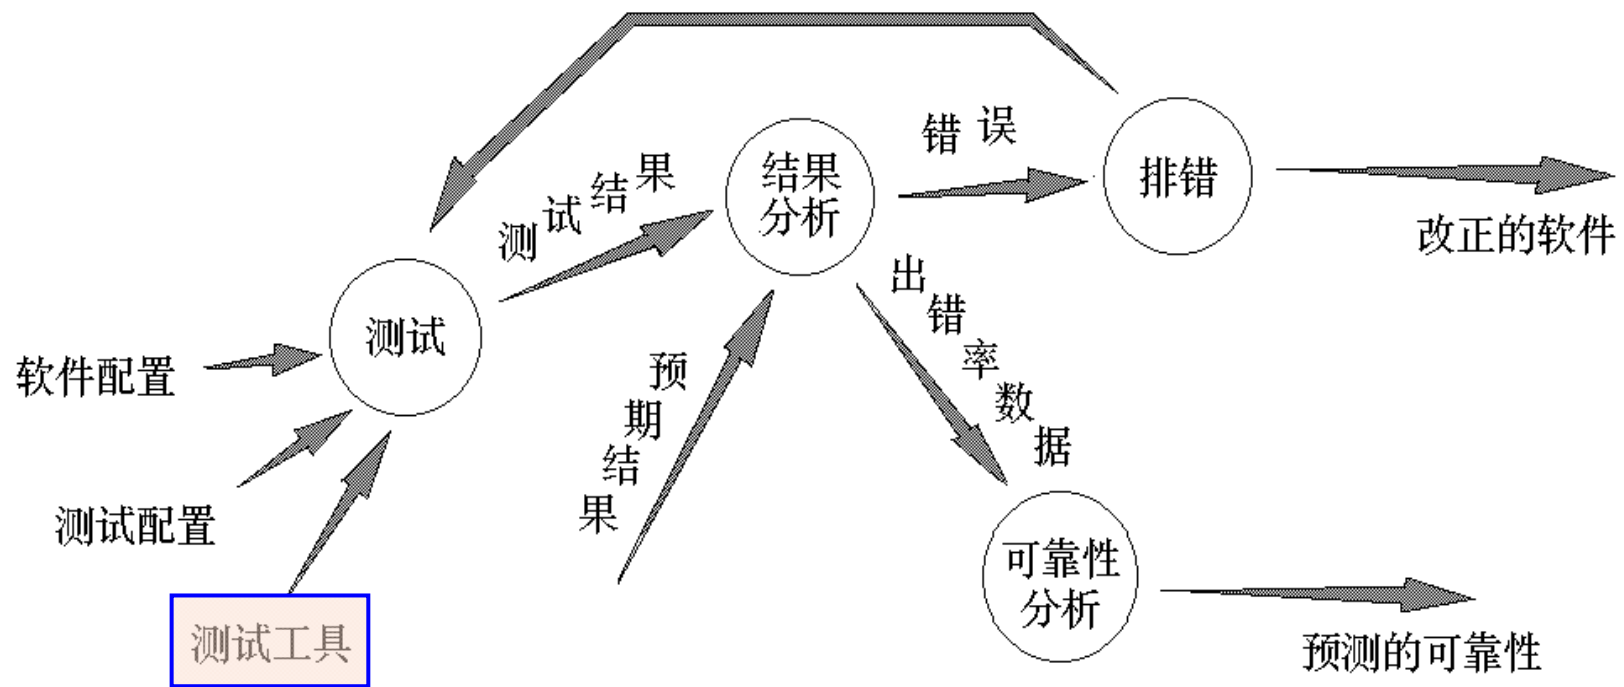 错误
测试结果
结果
分析
排错
改正的软件
出错率数据
测试
软件配置
预期结果
测试配置
可靠性
分析
测试工具
预测的可靠性